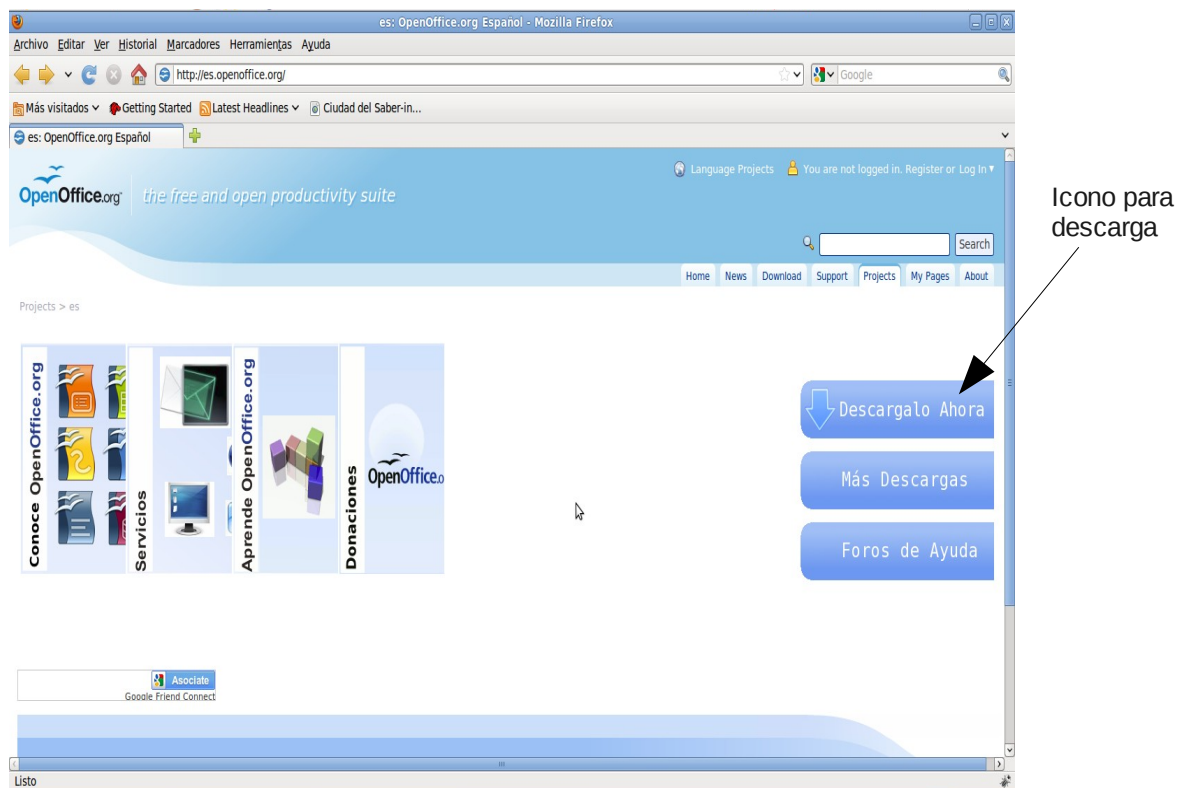 es: OpenOffice.org Español - Mozilla Firefox
Archivo Editar Ver Historial Marcadores Herramientas Ayuda
http://es.openoffice.org/
Google
Más visitados Getting Started Latest Headlines Ciudad del Saber-in...
es: OpenOffice.org Español
Language Projects You are not logged in. Register or Log In
OpenOffice.org the free and open productivity suite
Search
Home News Download Support Projects My Pages About
Projects > es
Conoce OpenOffice.org
Servicios
Aprende OpenOffice.org
Donaciones
OpenOffice.o
Descargalo Ahora
Más Descargas
Foros de Ayuda
Icono para
descarga
Asociate
Google Friend Connect
Listo